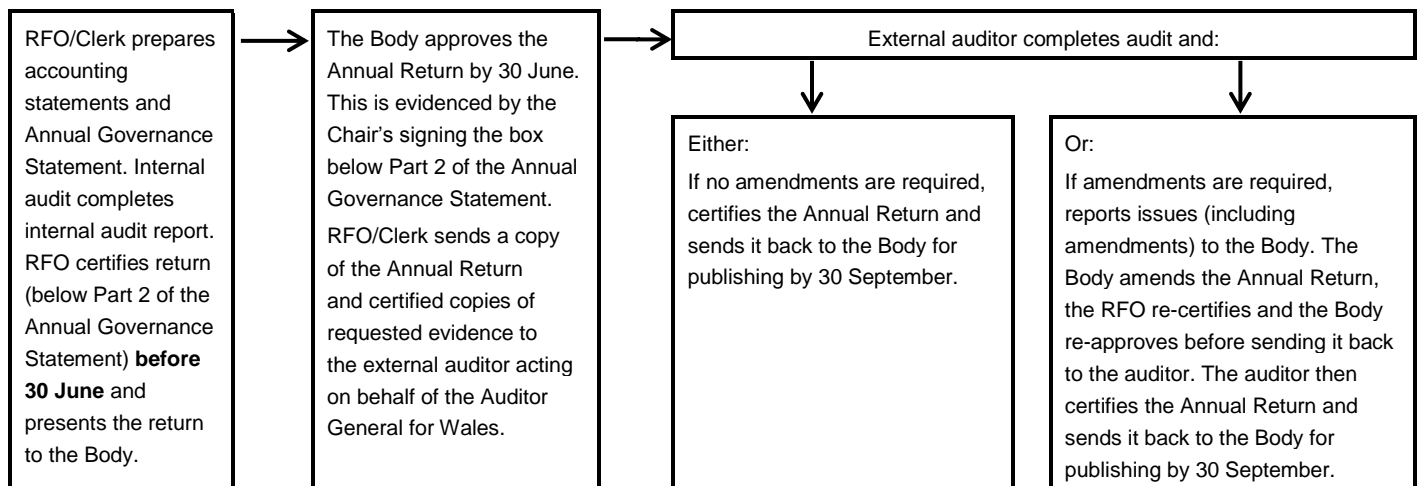 RFO/Clerk prepares
accounting
statements and
Annual Governance
Statement. Internal
audit completes
internal audit report.
RFO certifies return
(below Part 2 of the
Annual Governance
Statement) before
30 June and
presents the return
to the Body.
The Body approves the
Annual Return by 30 June.
This is evidenced by the
Chair’s signing the box
below Part 2 of the Annual
Governance Statement.
RFO/Clerk sends a copy
of the Annual Return
and certified copies of
requested evidence to
the external auditor acting
on behalf of the Auditor
General for Wales.
External auditor completes audit and:
Either:
If no amendments are required,
certifies the Annual Return and
sends it back to the Body for
publishing by 30 September.
Or:
If amendments are required,
reports issues (including
amendments) to the Body. The
Body amends the Annual Return,
the RFO re-certifies and the Body
re-approves before sending it back
to the auditor. The auditor then
certifies the Annual Return and
sends it back to the Body for
publishing by 30 September.